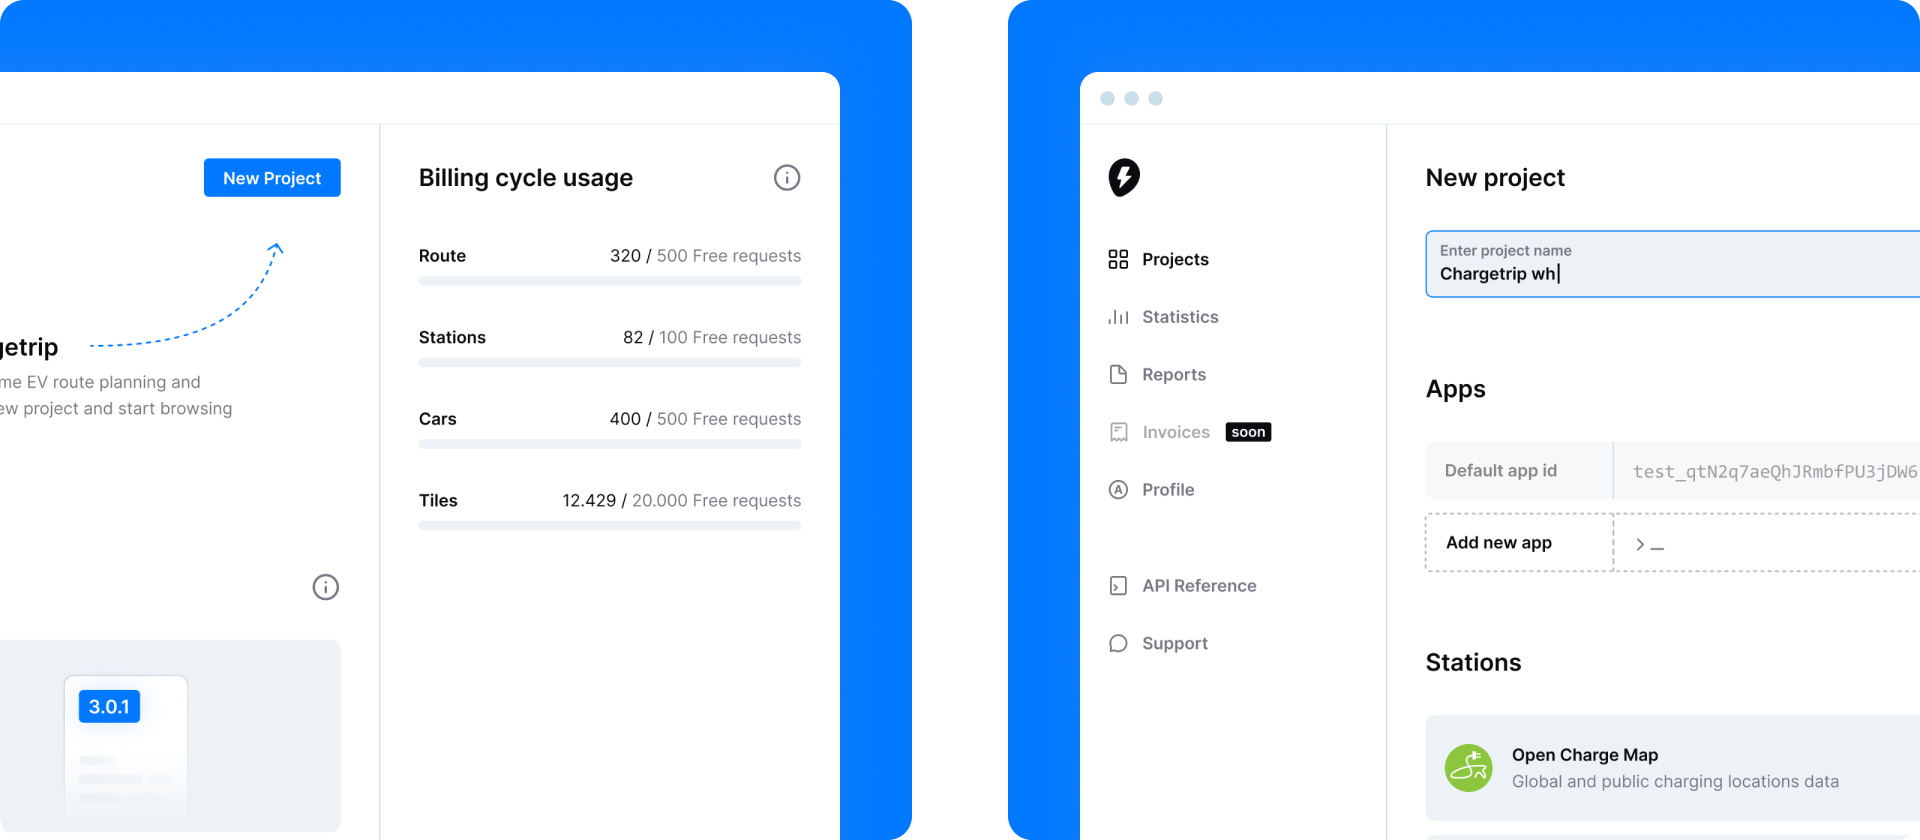 New Project
getrip
me EV route planning and
ew project and start browsing
3.0.1
Billing cycle usage
Route 320 / 500 Free requests
Stations 82 / 100 Free requests
Cars 400 / 500 Free requests
Tiles 12.429 / 20.000 Free requests
Projects
Statistics
Reports
Invoices soon
Profile
API Reference
Support
New project
Enter project name
Chargetrip wh
Apps
Default app id test_qtN2q7aeQhJRmbfPU3jDW6
Add new app >_
Stations
Open Charge Map
Global and public charging locations data